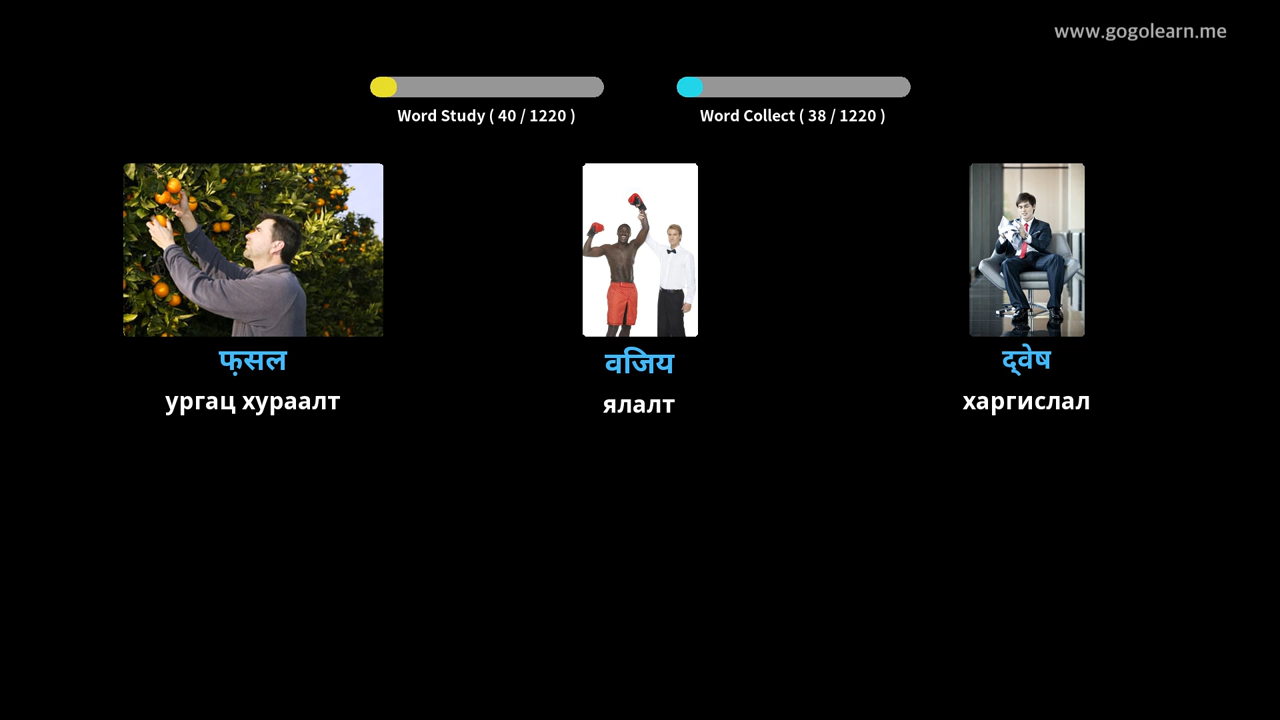 www.gogolearn.me
Word Study ( 40 / 1220 )
Word Collect ( 38 / 1220 )
फ़सल
वजिय
द्वेष
ургац хураалт
ялалт
харгислал